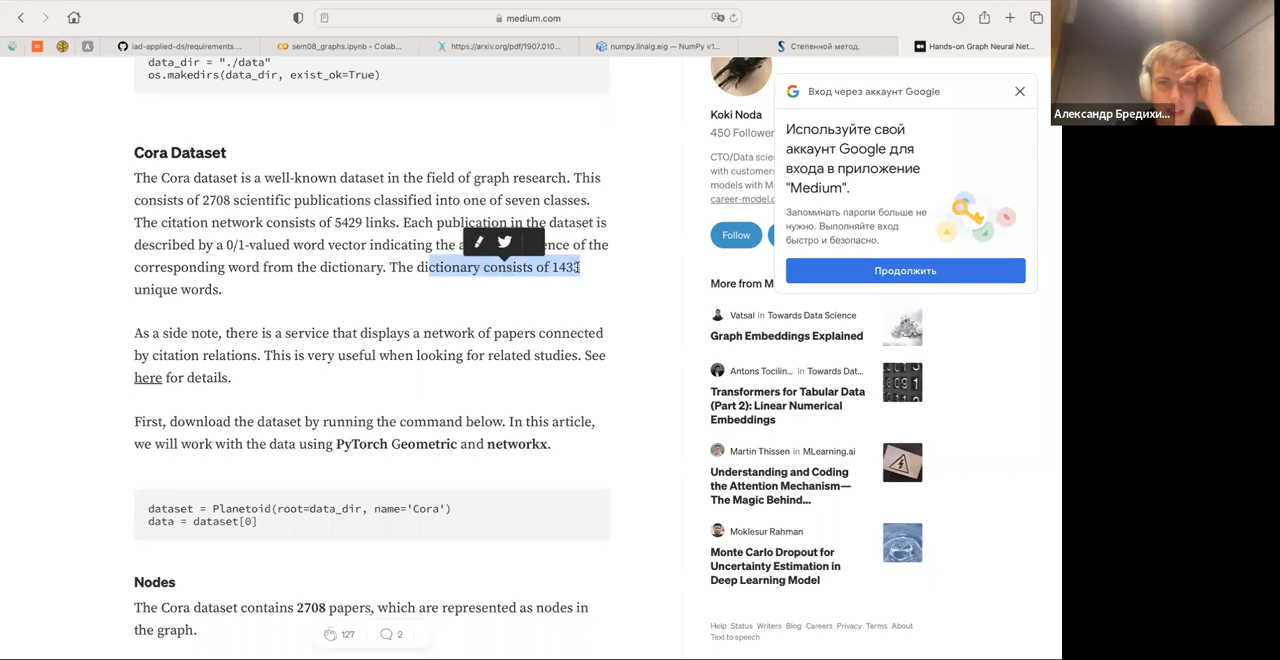 medium.com
iad-applied-ds/requirements....
sem08_graphs.ipynb - Colab...
https://arxiv.org/pdf/1907.010...
numpy.linalg.eig — NumPy v1...
Степенной метод.
Hands-on Graph Neural Net...
data_dir = "./data"
os.makedirs(data_dir, exist_ok=True)
Cora Dataset
The Cora dataset is a well-known dataset in the field of graph research. This
consists of 2708 scientific publications classified into one of seven classes.
The citation network consists of 5429 links. Each publication in the dataset is
described by a 0/1-valued word vector indicating the a ence of the
corresponding word from the dictionary. The dictionary consists of 1433
unique words.
As a side note, there is a service that displays a network of papers connected
by citation relations. This is very useful when looking for related studies. See
here for details.
First, download the dataset by running the command below. In this article,
we will work with the data using PyTorch Geometric and networkx.
dataset = Planetoid(root=data_dir, name='Cora')
data = dataset[0]
Nodes
The Cora dataset contains 2708 papers, which are represented as nodes in
the graph.
127
2
Koki Noda
450 Follower
CTO/Data scie
with customers
models with M
career-model.c
Follow
More from M
Вход через аккаунт Google
Используйте свой
аккаунт Google для
входа в приложение
"Medium".
Запоминать пароли больше не
нужно. Выполняйте вход
быстро и безопасно.
Продолжить
Vatsal in Towards Data Science
Graph Embeddings Explained
Antons Tocilin... in Towards Dat...
Transformers for Tabular Data
(Part 2): Linear Numerical
Embeddings
Martin Thissen in MLearning.ai
Understanding and Coding
the Attention Mechanism—
The Magic Behind...
Moklesur Rahman
Monte Carlo Dropout for
Uncertainty Estimation in
Deep Learning Model
Help Status Writers Blog Careers Privacy Terms About
Text to speech
Александр Бредихи...